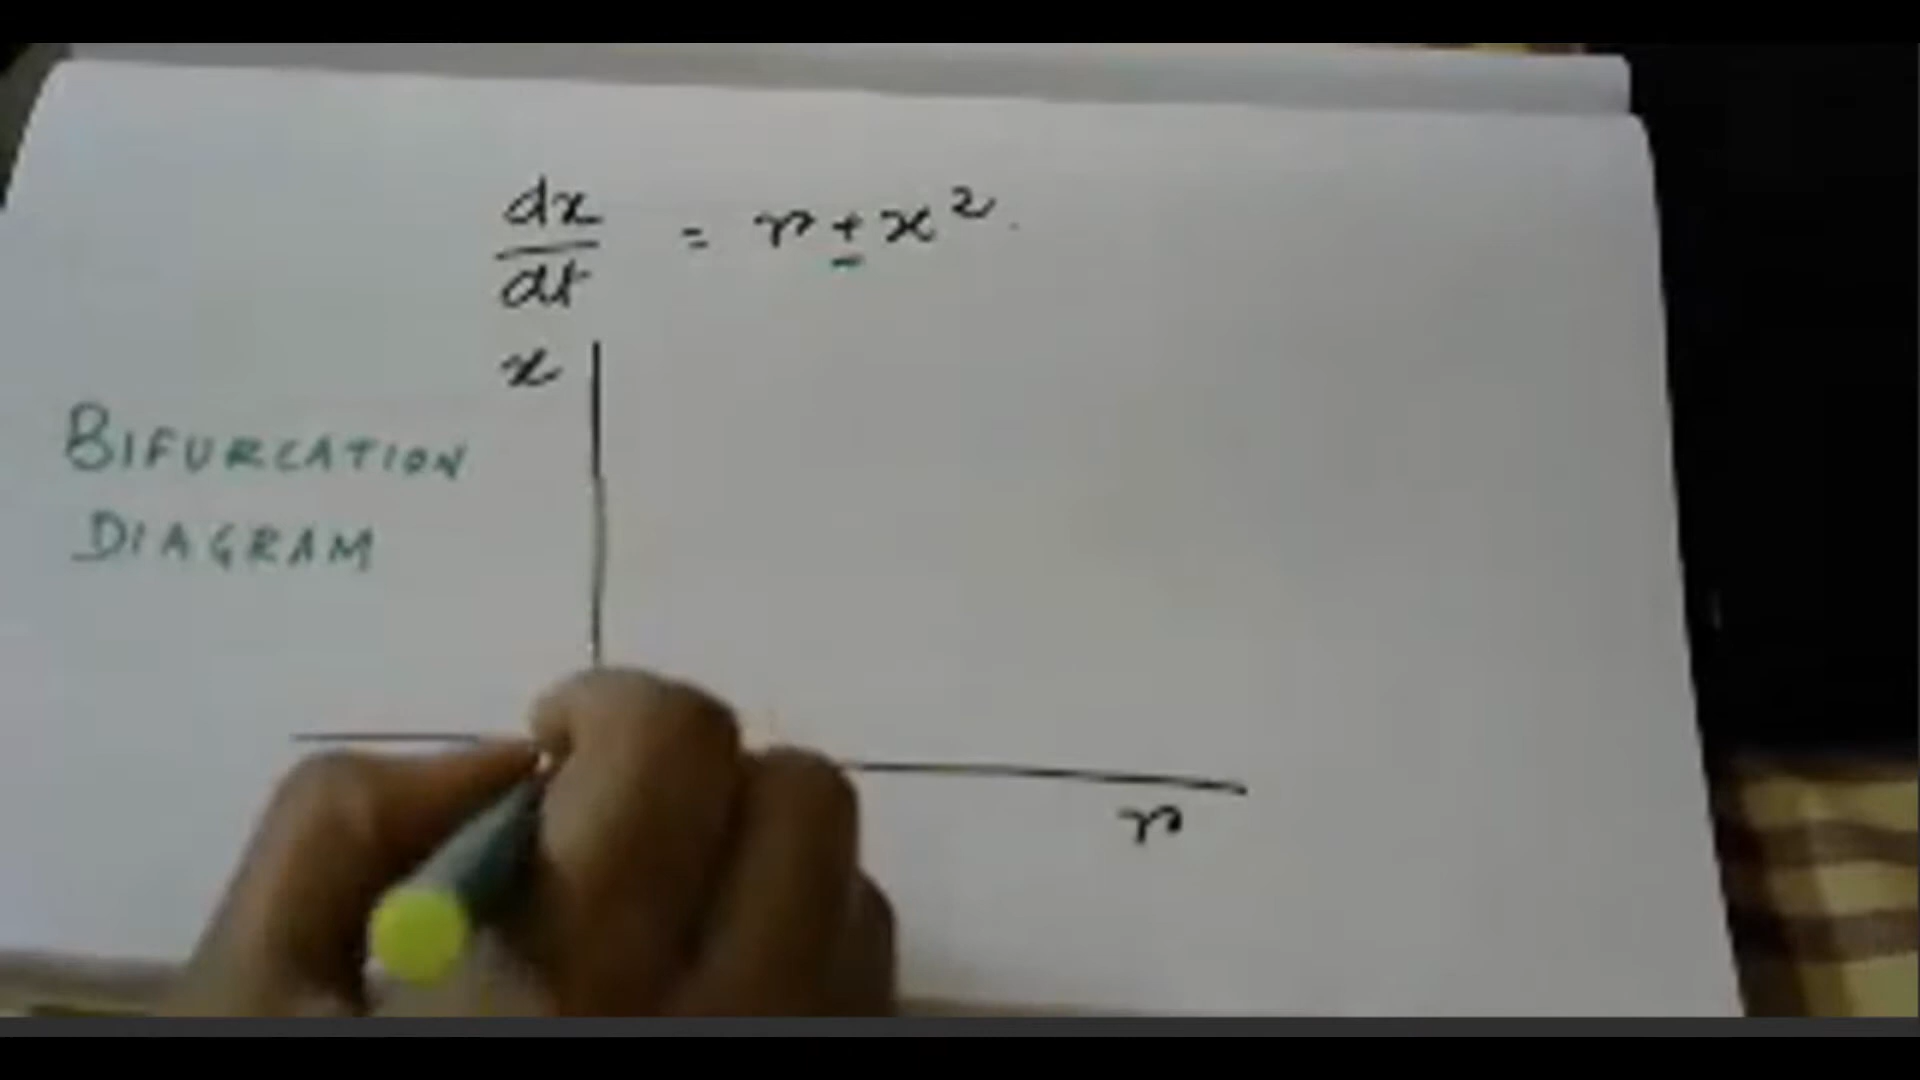 dx/dt = r + x²
x
BIFURCATION
DIAGRAM
r